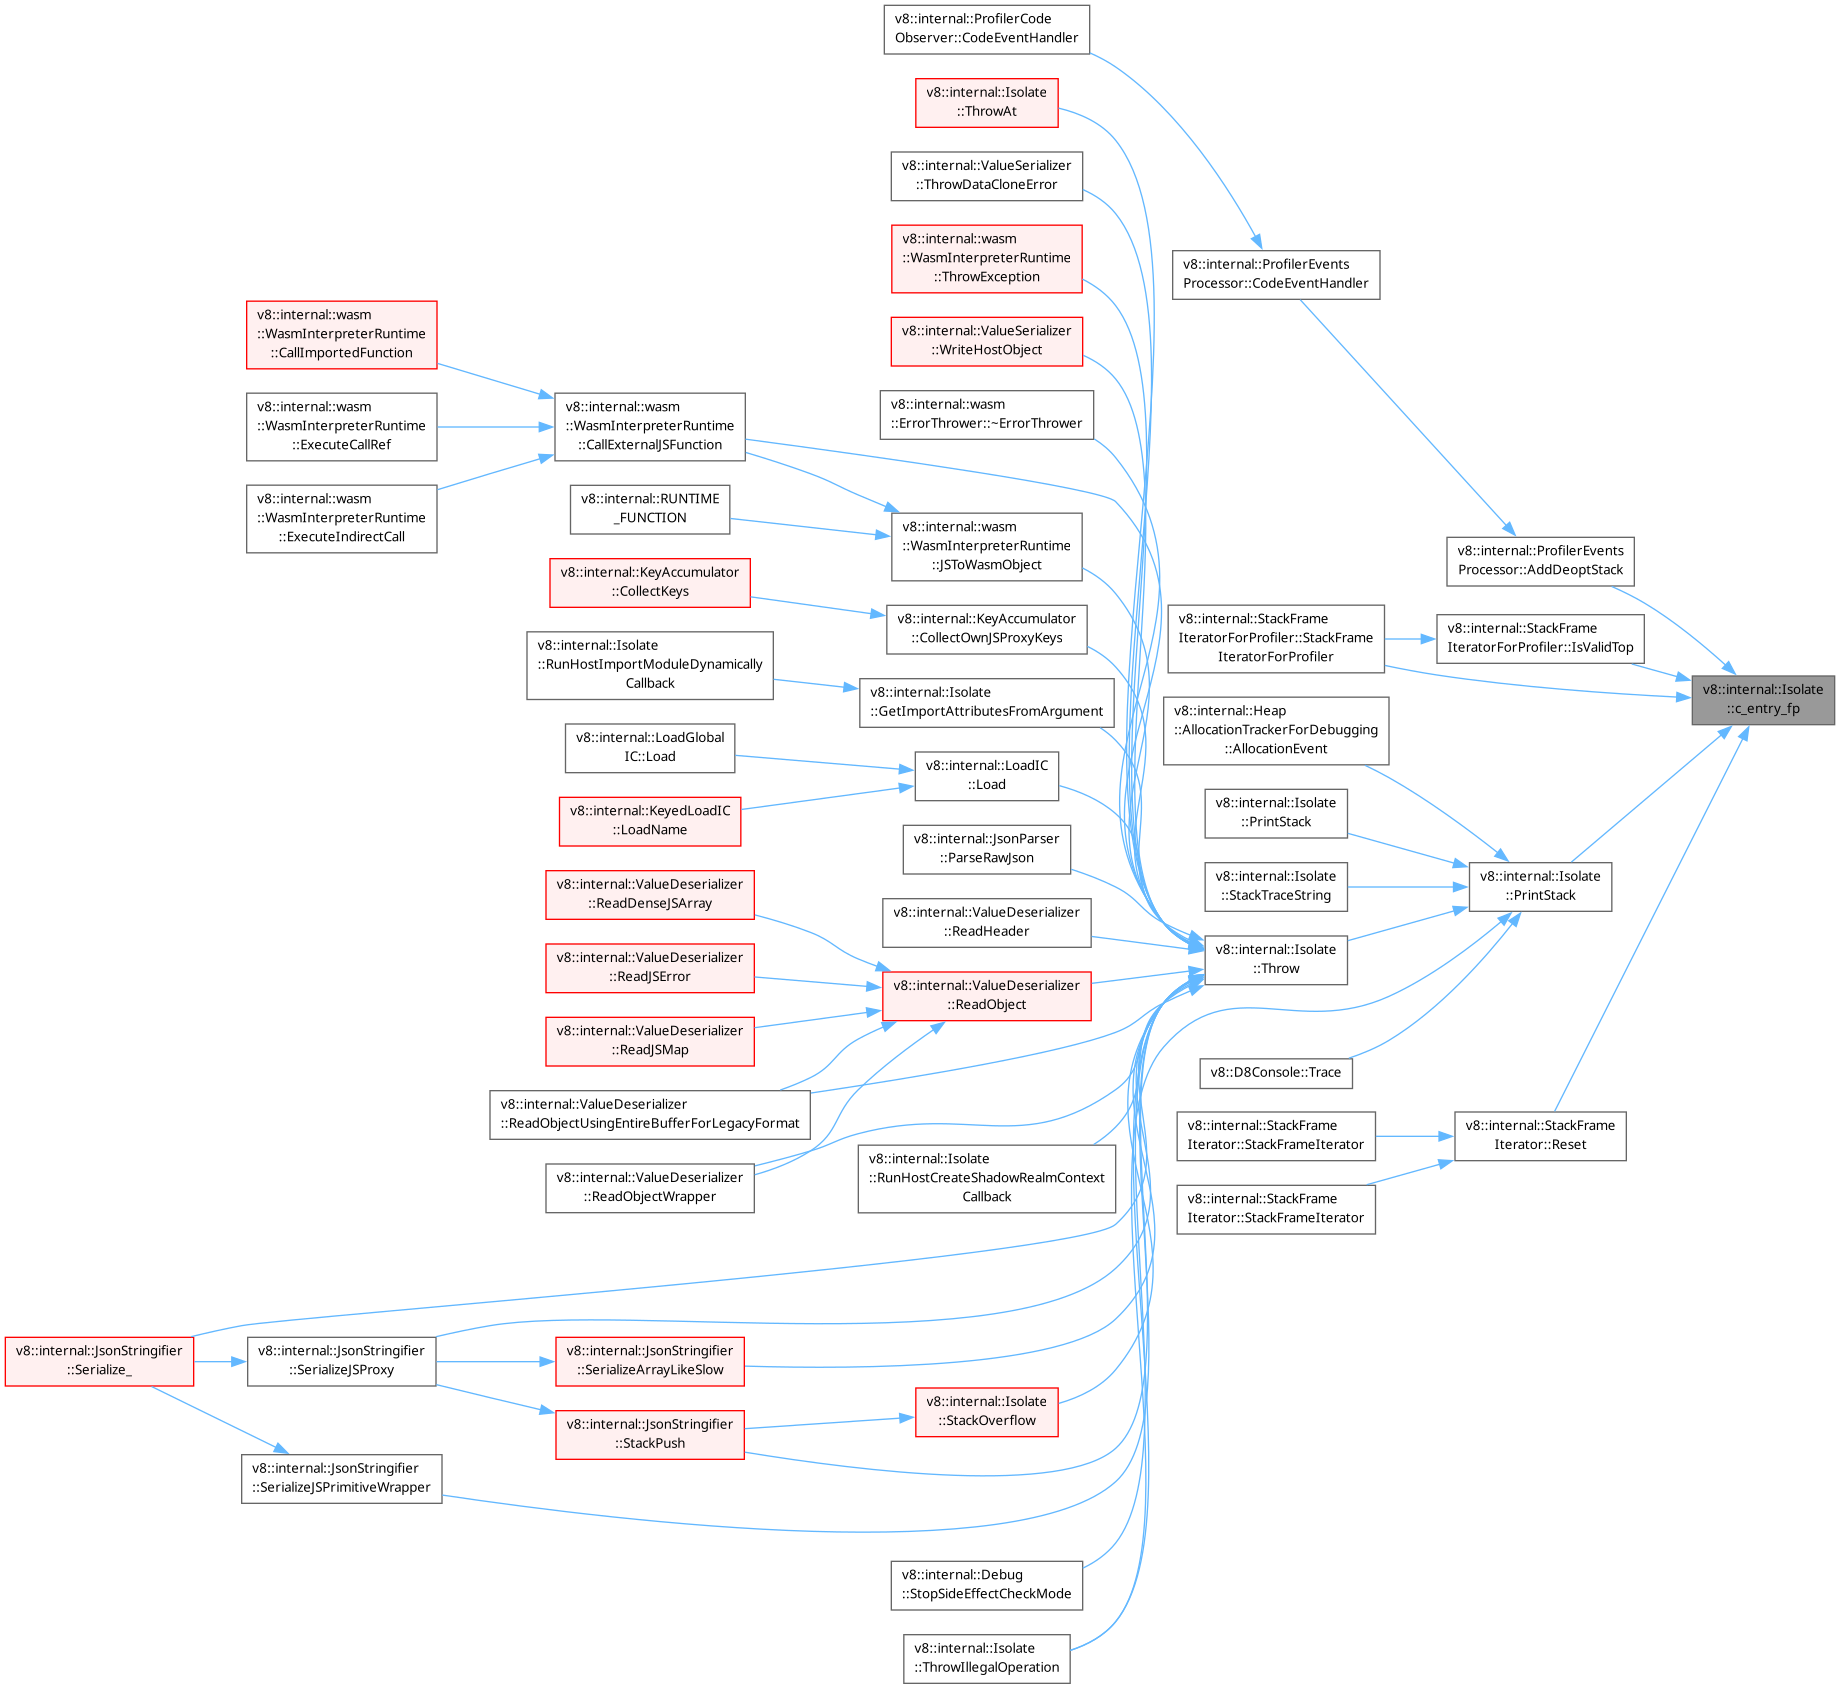 v8::internal::ProfilerCode
Observer::CodeEventHandler
v8::internal::Isolate
::ThrowAt
v8::internal::ValueSerializer
::ThrowDataCloneError
v8::internal::wasm
::WasmInterpreterRuntime
::ThrowException
v8::internal::ProfilerEvents
Processor::CodeEventHandler
v8::internal::wasm
::WasmInterpreterRuntime
::CallImportedFunction
v8::internal::ValueSerializer
::WriteHostObject
v8::internal::wasm
::WasmInterpreterRuntime
::ExecuteCallRef
v8::internal::wasm
::WasmInterpreterRuntime
::CallExternalJSFunction
v8::internal::wasm
::ErrorThrower::~ErrorThrower
v8::internal::wasm
::WasmInterpreterRuntime
::ExecuteIndirectCall
v8::internal::RUNTIME
_FUNCTION
v8::internal::wasm
::WasmInterpreterRuntime
::JSToWasmObject
v8::internal::ProfilerEvents
Processor::AddDeoptStack
v8::internal::KeyAccumulator
::CollectKeys
v8::internal::KeyAccumulator
::CollectOwnJSProxyKeys
v8::internal::StackFrame
IteratorForProfiler::StackFrame
IteratorForProfiler
v8::internal::StackFrame
IteratorForProfiler::IsValidTop
v8::internal::Isolate
::RunHostImportModuleDynamically
Callback
v8::internal::Isolate
::GetImportAttributesFromArgument
v8::internal::Isolate
::c_entry_fp
v8::internal::Heap
::AllocationTrackerForDebugging
::AllocationEvent
v8::internal::LoadGlobal
IC::Load
v8::internal::LoadIC
::Load
v8::internal::KeyedLoadIC
::LoadName
v8::internal::Isolate
::PrintStack
v8::internal::JsonParser
::ParseRawJson
v8::internal::ValueDeserializer
::ReadDenseJSArray
v8::internal::Isolate
::StackTraceString
v8::internal::Isolate
::PrintStack
v8::internal::ValueDeserializer
::ReadHeader
v8::internal::ValueDeserializer
::ReadJSError
v8::internal::ValueDeserializer
::ReadObject
v8::internal::Isolate
::Throw
v8::internal::ValueDeserializer
::ReadJSMap
v8::D8Console::Trace
v8::internal::ValueDeserializer
::ReadObjectUsingEntireBufferForLegacyFormat
v8::internal::StackFrame
Iterator::StackFrameIterator
v8::internal::StackFrame
Iterator::Reset
v8::internal::ValueDeserializer
::ReadObjectWrapper
v8::internal::Isolate
::RunHostCreateShadowRealmContext
Callback
v8::internal::StackFrame
Iterator::StackFrameIterator
v8::internal::JsonStringifier
::Serialize_
v8::internal::JsonStringifier
::SerializeJSProxy
v8::internal::JsonStringifier
::SerializeArrayLikeSlow
v8::internal::Isolate
::StackOverflow
v8::internal::JsonStringifier
::StackPush
v8::internal::JsonStringifier
::SerializeJSPrimitiveWrapper
v8::internal::Debug
::StopSideEffectCheckMode
v8::internal::Isolate
::ThrowIllegalOperation